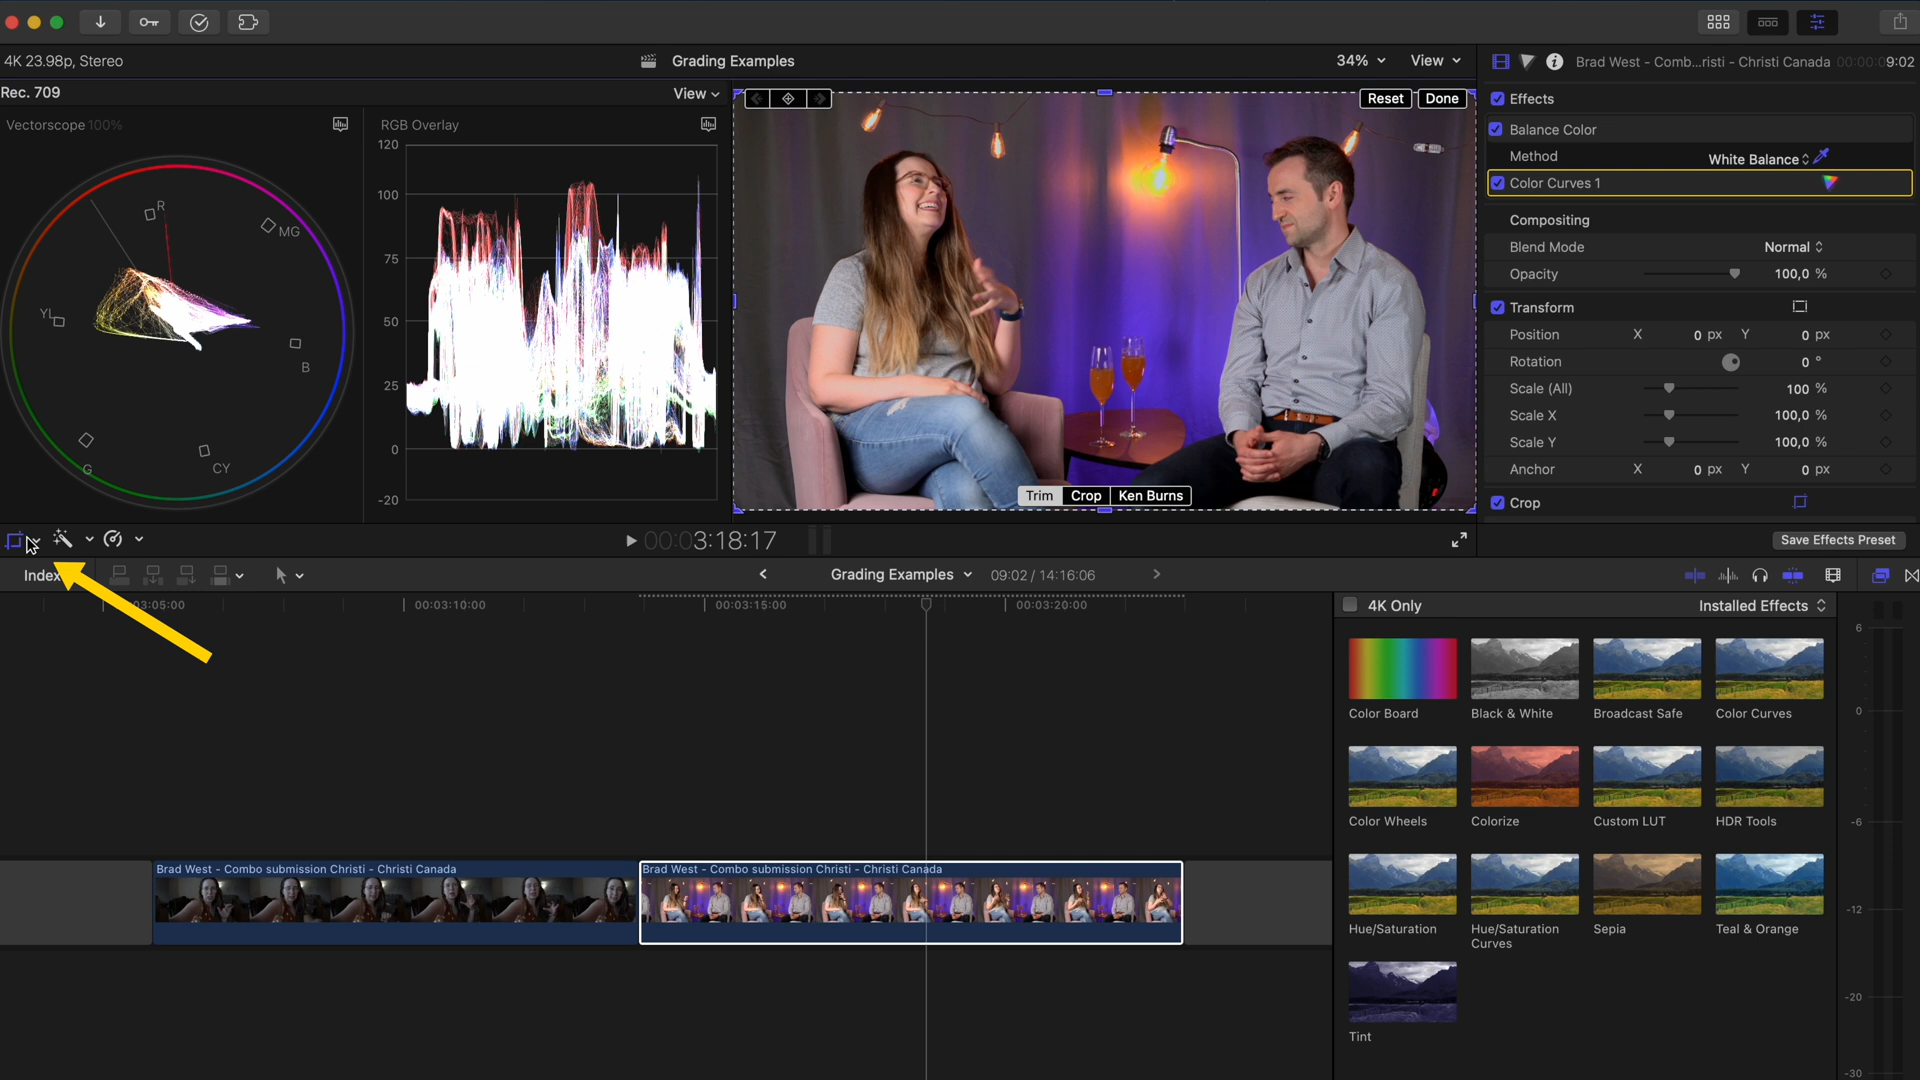 4K 23.98p, Stereo
Grading Examples
34%
View
Brad West - Comb...risti - Christi Canada
00:00:09:02
Rec. 709
View
Vectorscope 100%
R
MG
B
CY
G
YL
RGB Overlay
120
100
75
50
25
0
-20
Reset
Done
Trim
Crop
Ken Burns
Effects
Balance Color
Method
White Balance
Color Curves 1
Compositing
Blend Mode
Normal
Opacity
100,0 %
Transform
Position X 0 px Y 0 px
Rotation 0 °
Scale (All) 100 %
Scale X 100,0 %
Scale Y 100,0 %
Anchor X 0 px Y 0 px
Crop
00:03:18:17
Save Effects Preset
Index
Grading Examples
09:02 / 14:16:06
03:05:00
00:03:10:00
00:03:15:00
00:03:20:00
Brad West - Combo submission Christi - Christi Canada
Brad West - Combo submission Christi - Christi Canada
4K Only
Installed Effects
Color Board
Black & White
Broadcast Safe
Color Curves
Color Wheels
Colorize
Custom LUT
HDR Tools
Hue/Saturation
Hue/Saturation
Curves
Sepia
Teal & Orange
Tint
6
0
-6
-12
-20
-30